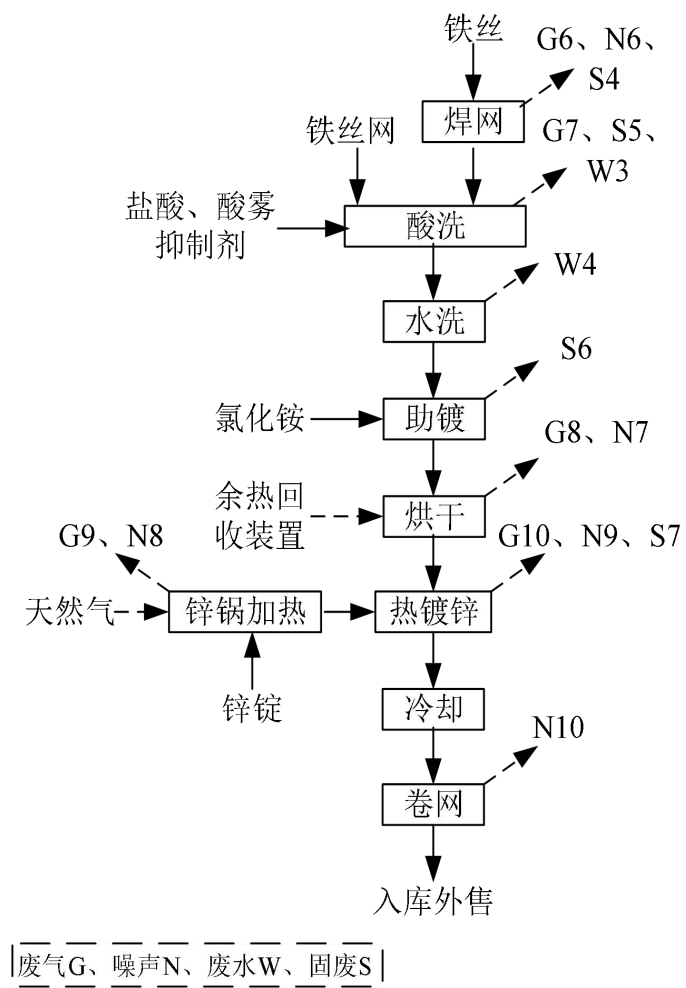 铁丝
G6、N6、
S4
焊网
铁丝网
G7、S5、
W3
盐酸、酸雾
抑制剂
酸洗
W4
水洗
S6
氯化铵
助镀
G8、N7
余热回
收装置
烘干
G9、N8
G10、N9、S7
天然气
锌锅加热
热镀锌
锌锭
冷却
N10
卷网
入库外售
废气G、噪声N、废水W、固废S